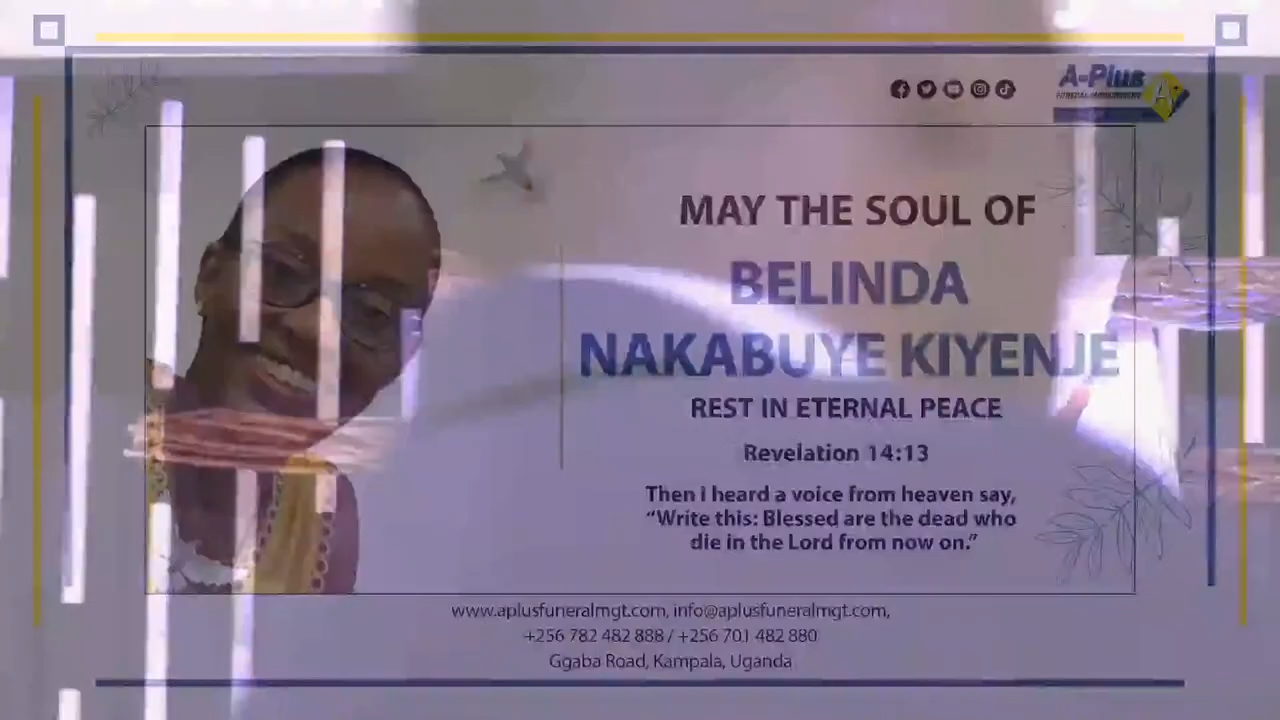 A-Plus
MAY THE SOUL OF
BELINDA
NAKABUYE KIYENJE
REST IN ETERNAL PEACE
Revelation 14:13
Then I heard a voice from heaven say,
“Write this: Blessed are the dead who
die in the Lord from now on.”
www.aplusfuneralmgt.com, info@aplusfuneralmgt.com,
+256 782 482 888 / +256 701 482 880
Ggaba Road, Kampala, Uganda